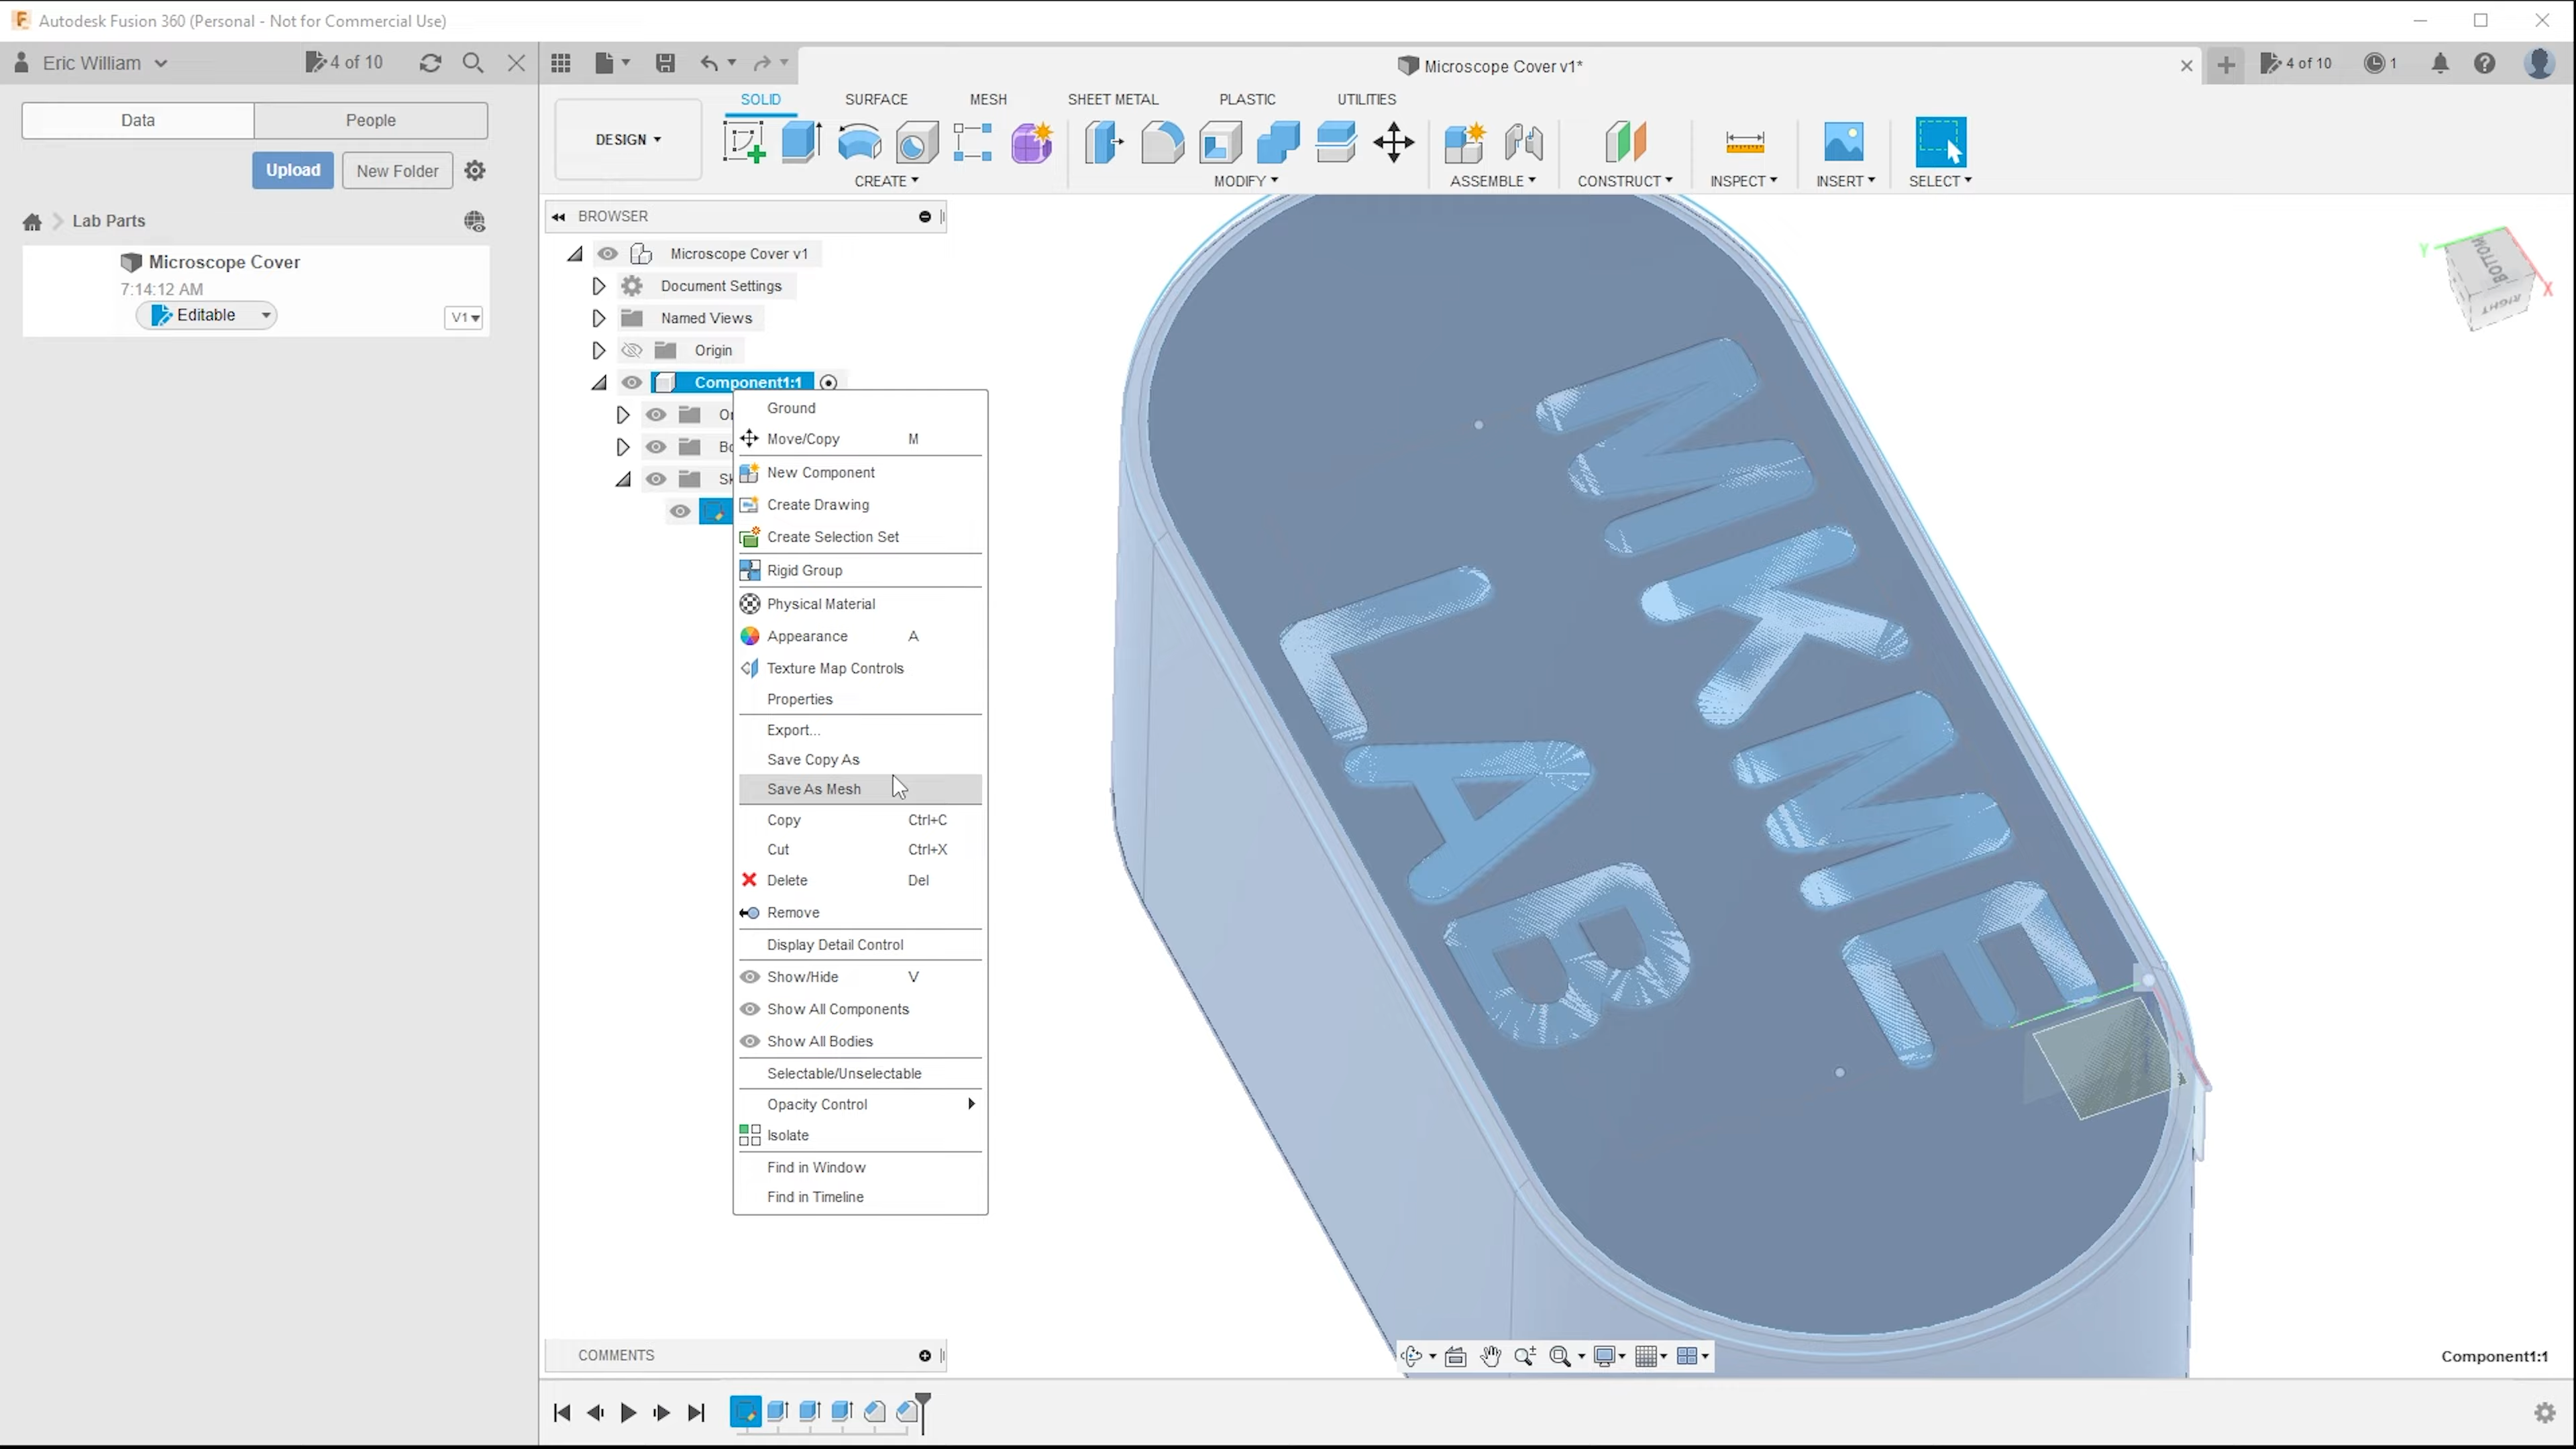 Autodesk Fusion 360 (Personal - Not for Commercial Use)
Eric William
4 of 10
Microscope Cover v1*
4 of 10
1
Data
People
Upload
New Folder
Lab Parts
Microscope Cover
7:14:12 AM
Editable
V1
DESIGN
SOLID
SURFACE
MESH
SHEET METAL
PLASTIC
UTILITIES
CREATE
MODIFY
ASSEMBLE
CONSTRUCT
INSPECT
INSERT
SELECT
BROWSER
Microscope Cover v1
Document Settings
Named Views
Origin
Component1:1
Ground
Move/Copy M
New Component
Create Drawing
Create Selection Set
Rigid Group
Physical Material
Appearance A
Texture Map Controls
Properties
Export...
Save Copy As
Save As Mesh
Copy Ctrl+C
Cut Ctrl+X
Delete Del
Remove
Display Detail Control
Show/Hide V
Show All Components
Show All Bodies
Selectable/Unselectable
Opacity Control
Isolate
Find in Window
Find in Timeline
MKME
LAB
Y
BOTTOM
X
RIGHT
COMMENTS
Component1:1